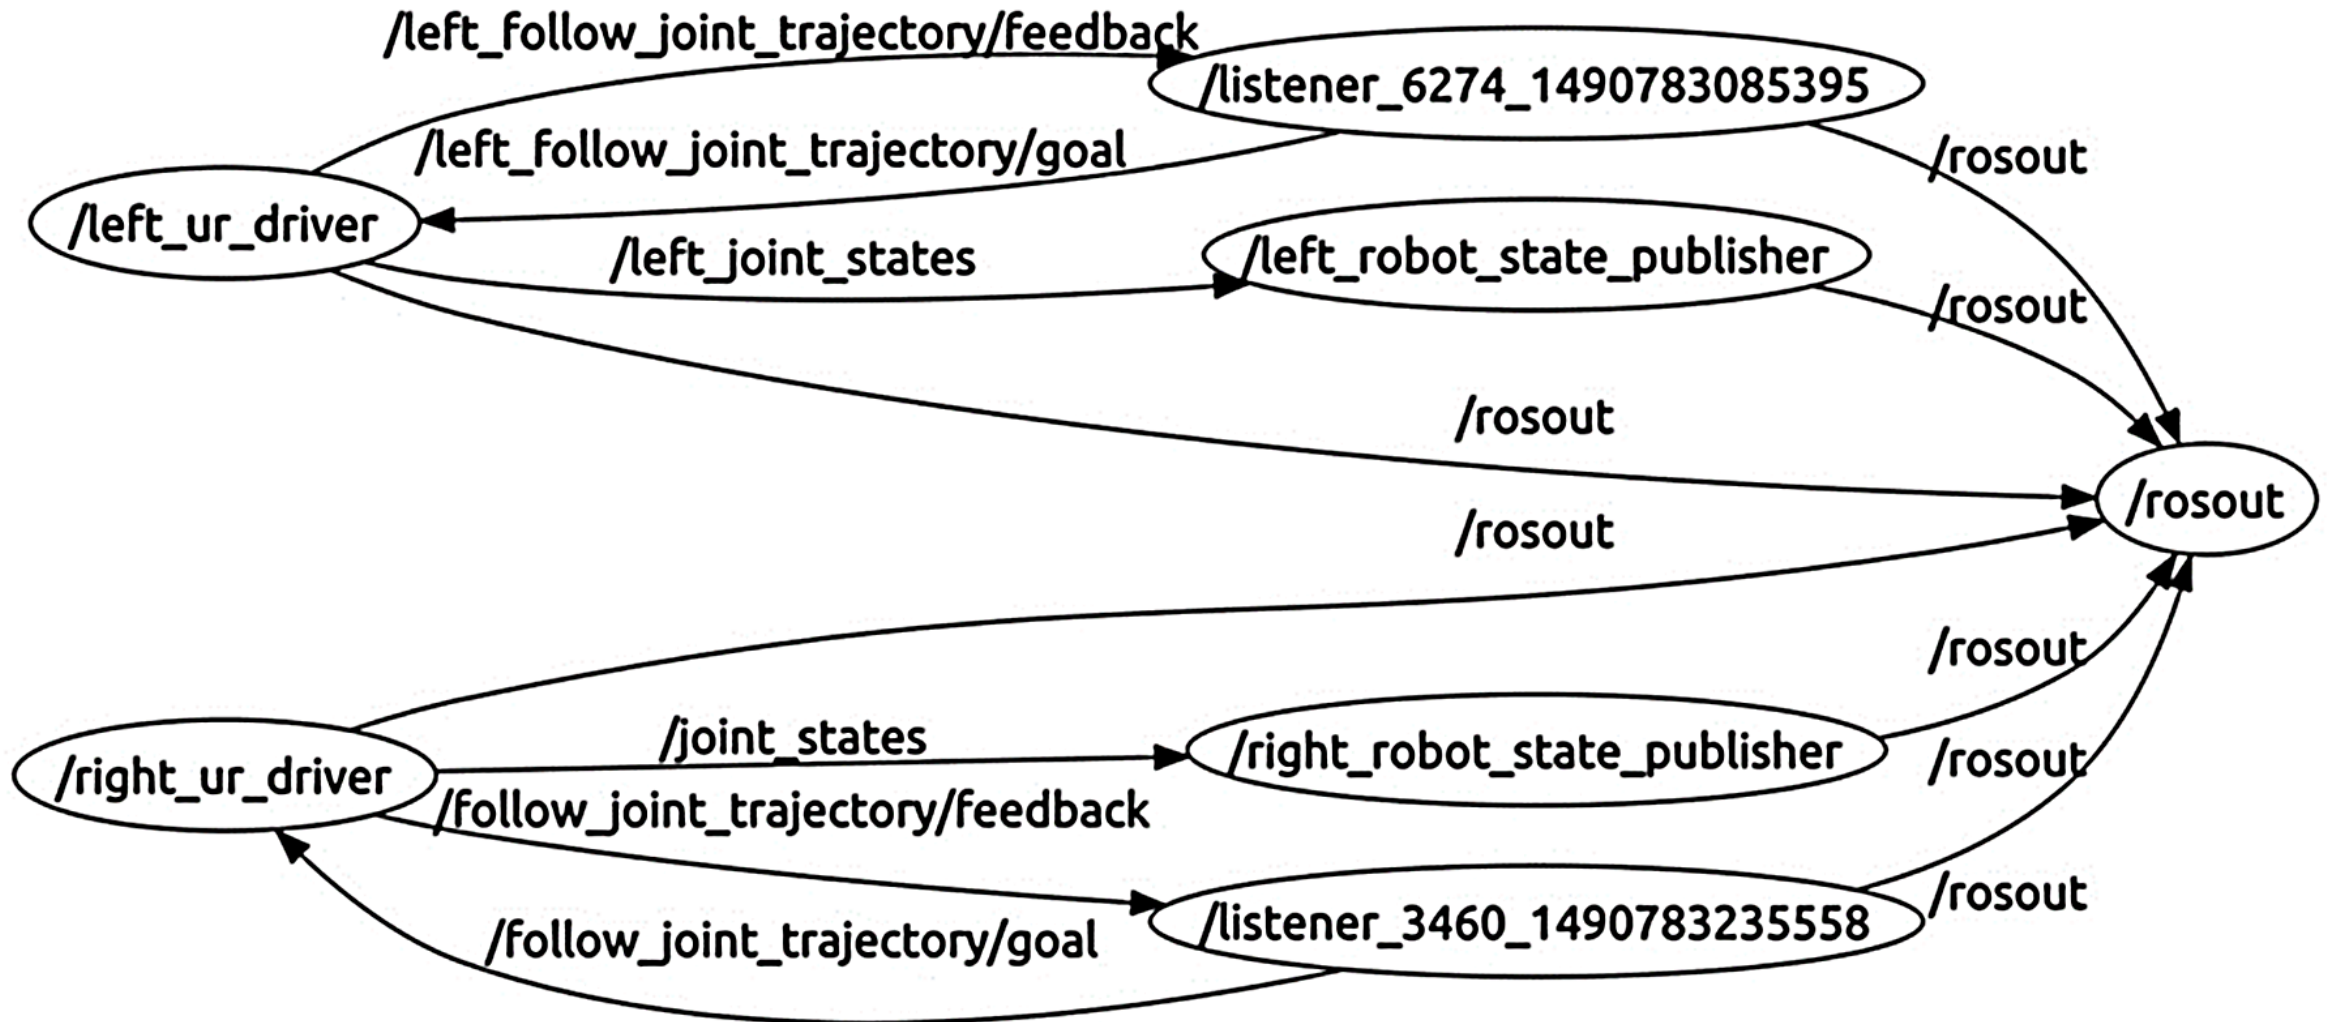 /left_follow_joint_trajectory/feedback
/listener_6274_1490783085395
/left_follow_joint_trajectory/goal
/rosout
/left_ur_driver
/left_joint_states
/left_robot_state_publisher
/rosout
/rosout
/rosout
/rosout
/rosout
/joint_states
/right_robot_state_publisher
/rosout
/right_ur_driver
/follow_joint_trajectory/feedback
/rosout
/listener_3460_1490783235558
/follow_joint_trajectory/goal